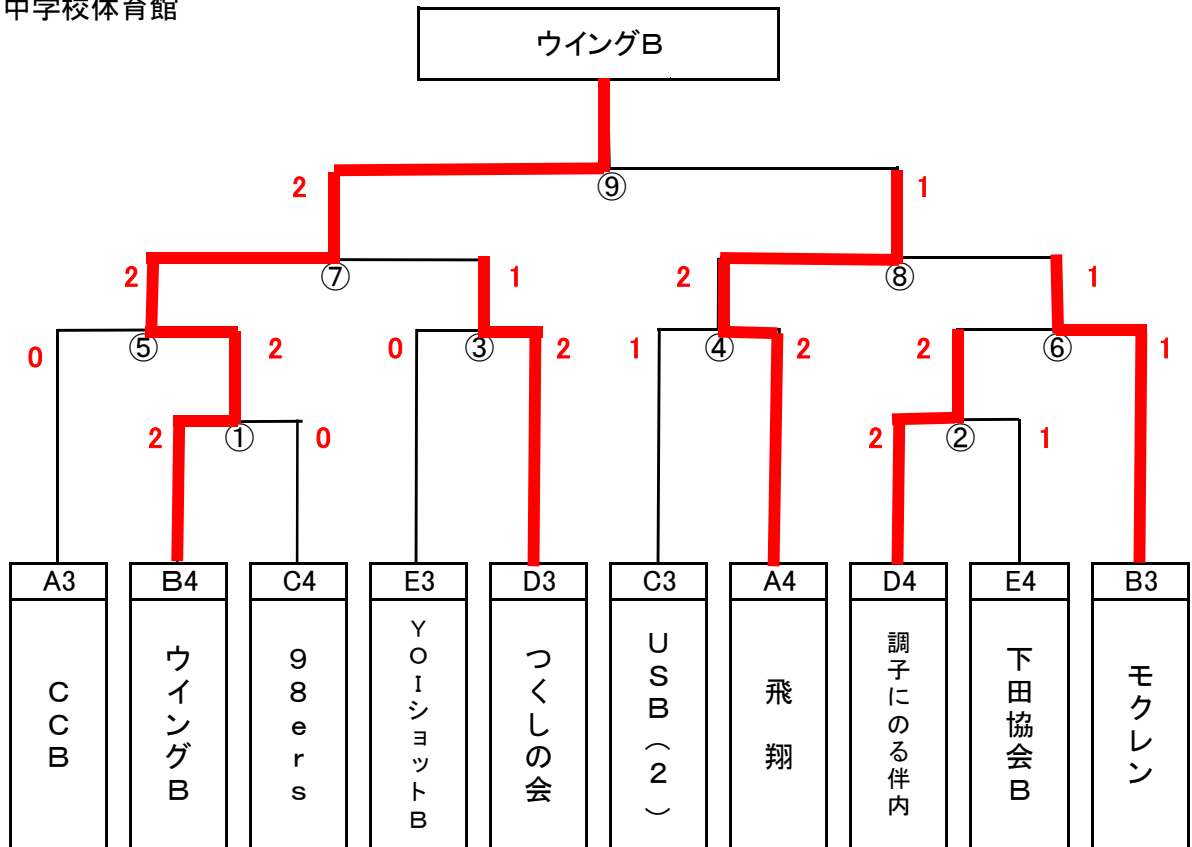 中学校体育館
ウイングB
2
⑨
1
2
⑦
1
2
⑧
1
0
⑤
2
0
③
2
1
④
2
2
⑥
1
2
①
0
2
②
1
A3
B4
C4
E3
D3
C3
A4
D4
E4
B3
CCB
ウイングB
98ers
YOIショットB
つくしの会
USB(2)
飛翔
調子にのる伴内
下田協会B
モクレン